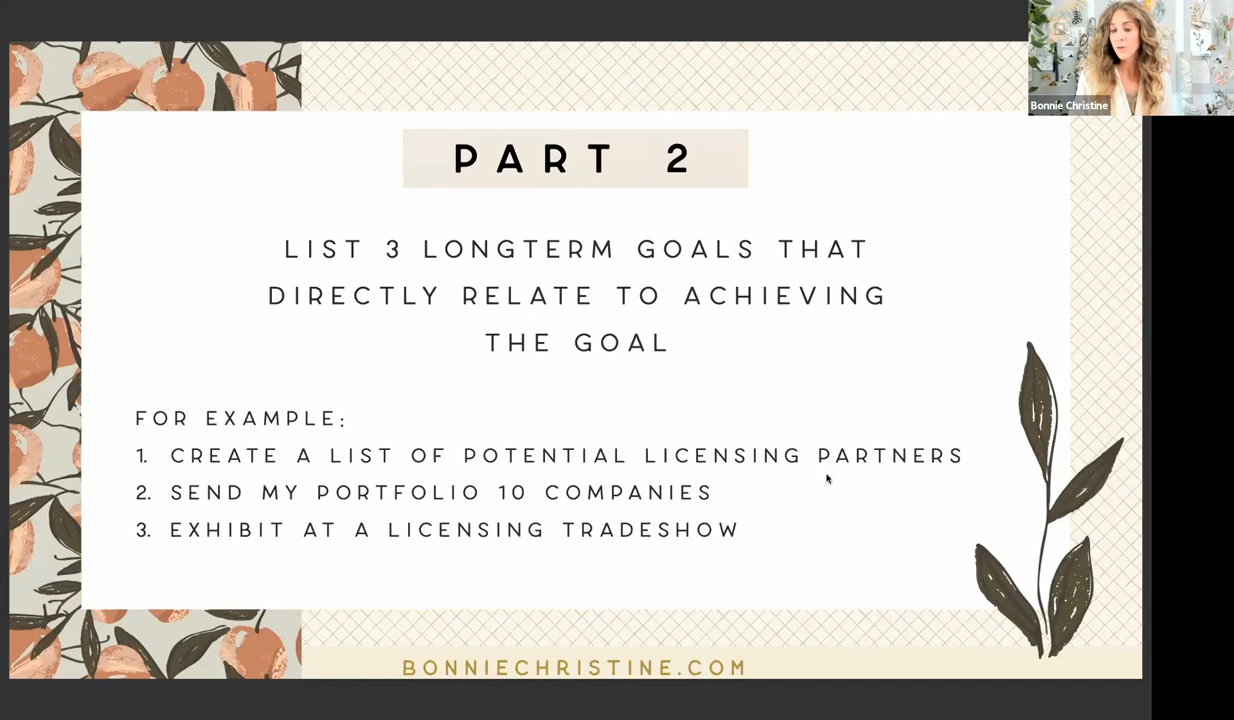 Bonnie Christine
PART 2
LIST 3 LONGTERM GOALS THAT
DIRECTLY RELATE TO ACHIEVING
THE GOAL
FOR EXAMPLE:
1. CREATE A LIST OF POTENTIAL LICENSING PARTNERS
2. SEND MY PORTFOLIO 10 COMPANIES
3. EXHIBIT AT A LICENSING TRADESHOW
BONNIECHRISTINE.COM